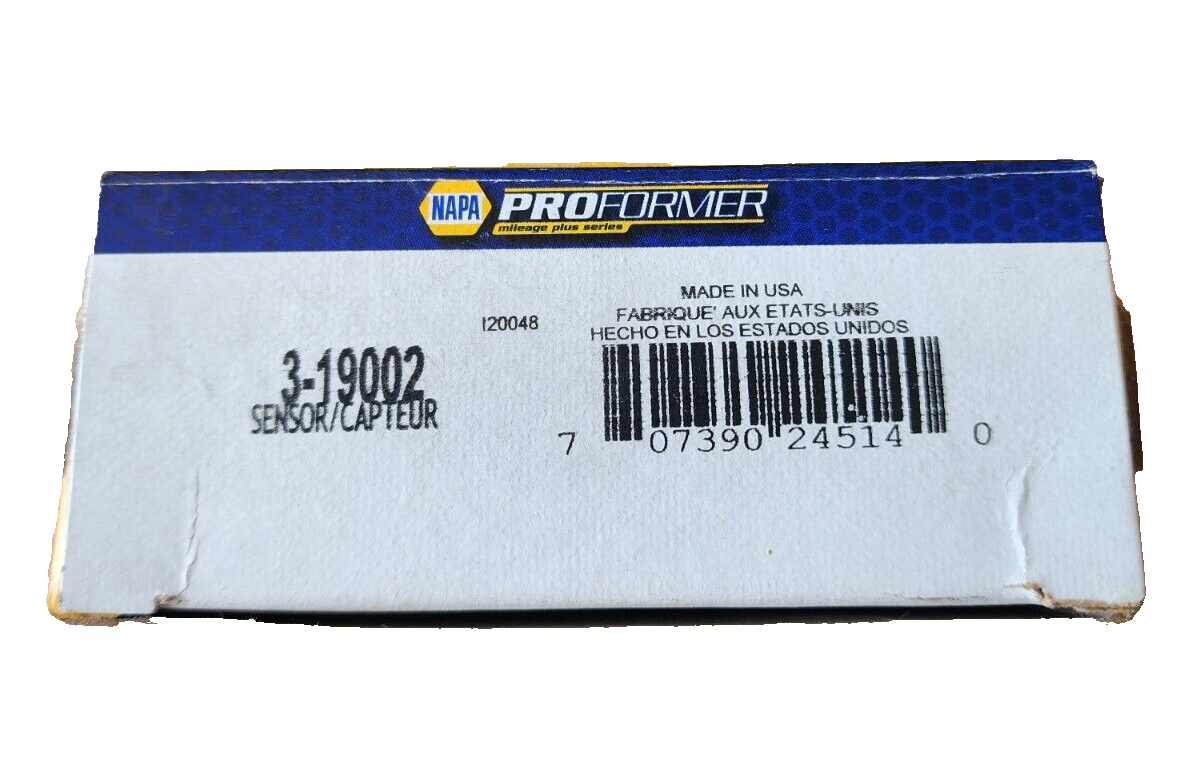 NAPA PROFORMER
mileage plus series
MADE IN USA
FABRIQUE' AUX ETATS-UNIS
HECHO EN LOS ESTADOS UNIDOS
I20048
3-19002
SENSOR/CAPTEUR
7 07390 24514 0